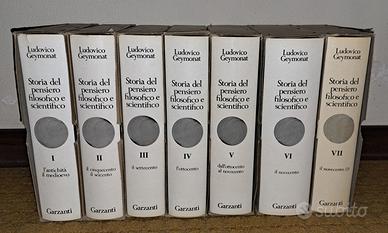 Ludovico
Geymonat
Storia del
pensiero
filosofico e
scientifico
I
l'antichità
il medioevo
Garzanti
Ludovico
Geymonat
Storia del
pensiero
filosofico e
scientifico
II
il cinquecento
il seicento
Garzanti
Ludovico
Geymonat
Storia del
pensiero
filosofico e
scientifico
III
il settecento
Garzanti
Ludovico
Geymonat
Storia del
pensiero
filosofico e
scientifico
IV
l'ottocento
Garzanti
Ludovico
Geymonat
Storia del
pensiero
filosofico e
scientifico
V
dall'ottocento
al novecento
Garzanti
Ludovico
Geymonat
Storia del
pensiero
filosofico e
scientifico
VI
il novecento
Garzanti
Ludovico
Geymonat
Storia del
pensiero
filosofico e
scientifico
VII
il novecento (2)
Garzanti
subito.it